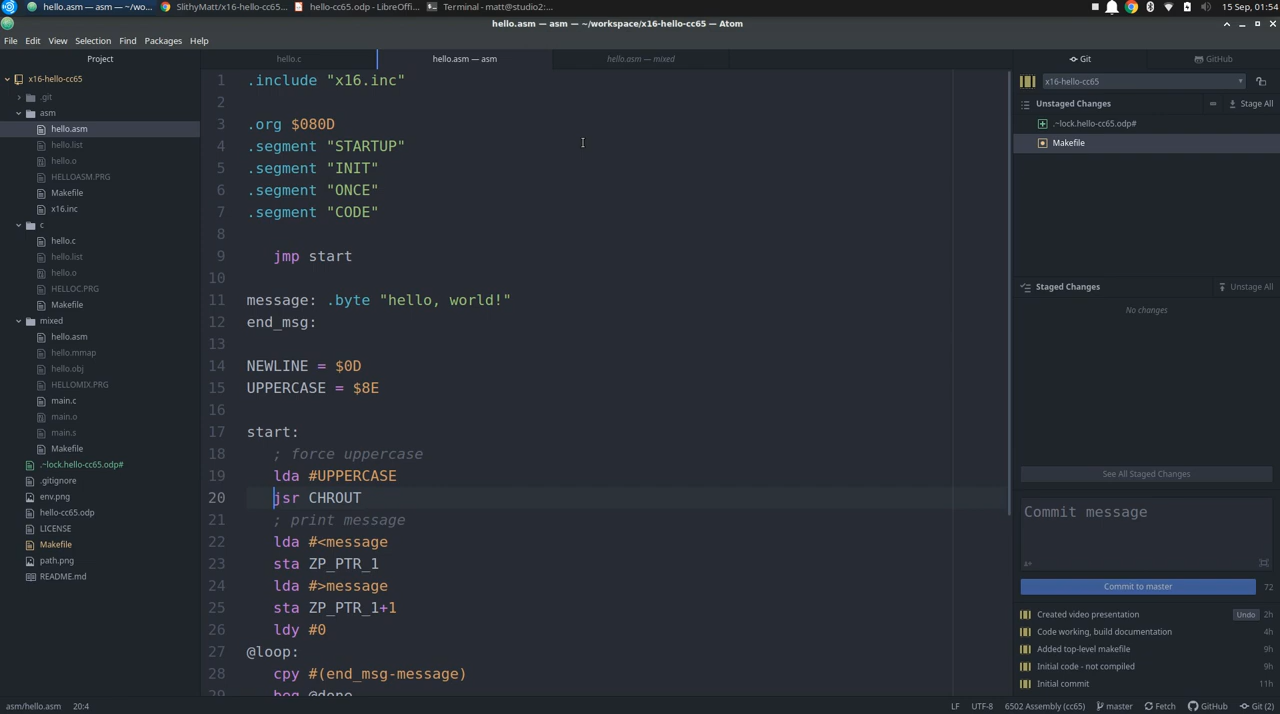 hello.asm — asm — ~/wo...
SlithyMatt/x16-hello-cc65...
hello-cc65.odp - LibreOffi...
Terminal - matt@studio2:...
15 Sep, 01:54
hello.asm — asm — ~/workspace/x16-hello-cc65 — Atom
File Edit View Selection Find Packages Help
Project
x16-hello-cc65
.git
asm
hello.asm
hello.list
hello.o
HELLOASM.PRG
Makefile
x16.inc
c
hello.c
hello.list
hello.o
HELLOC.PRG
Makefile
mixed
hello.asm
hello.mmap
hello.obj
HELLOMIX.PRG
main.c
main.o
main.s
Makefile
.~lock.hello-cc65.odp#
.gitignore
env.png
hello-cc65.odp
LICENSE
Makefile
path.png
README.md
hello.c
hello.asm — asm
hello.asm — mixed
1 .include "x16.inc"
2
3 .org $080D
4 .segment "STARTUP"
5 .segment "INIT"
6 .segment "ONCE"
7 .segment "CODE"
8
9 jmp start
10
11 message: .byte "hello, world!"
12 end_msg:
13
14 NEWLINE = $0D
15 UPPERCASE = $8E
16
17 start:
18 ; force uppercase
19 lda #UPPERCASE
20 jsr CHROUT
21 ; print message
22 lda #<message
23 sta ZP_PTR_1
24 lda #>message
25 sta ZP_PTR_1+1
26 ldy #0
27 @loop:
28 cpy #(end_msg-message)
29 beq @done
Git
GitHub
x16-hello-cc65
Unstaged Changes
Stage All
.~lock.hello-cc65.odp#
Makefile
Staged Changes
Unstage All
No changes
See All Staged Changes
Commit message
Commit to master
72
Created video presentation Undo 2h
Code working, build documentation 4h
Added top-level makefile 9h
Initial code - not compiled 9h
Initial commit 11h
asm/hello.asm 20:4
LF UTF-8 6502 Assembly (cc65) master Fetch GitHub Git (2)